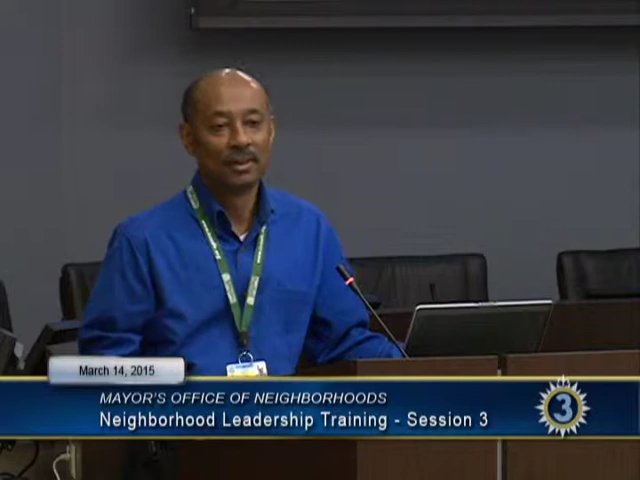 March 14, 2015
MAYOR'S OFFICE OF NEIGHBORHOODS
Neighborhood Leadership Training - Session 3
3